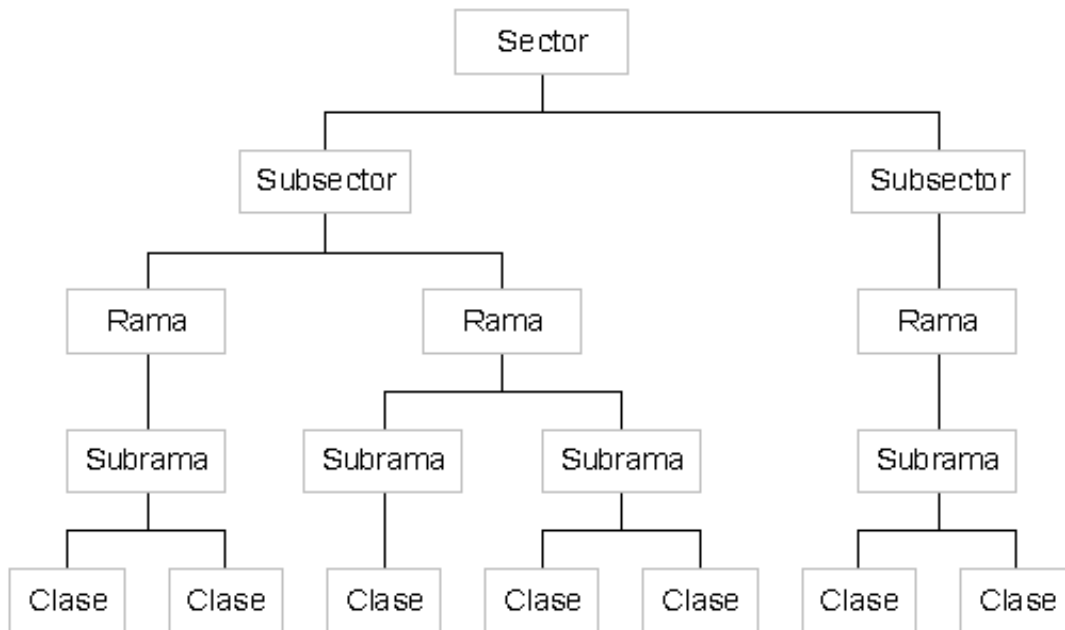 Sector
Subsector
Subsector
Rama
Rama
Rama
Subrama
Subrama
Subrama
Subrama
Clase
Clase
Clase
Clase
Clase
Clase
Clase